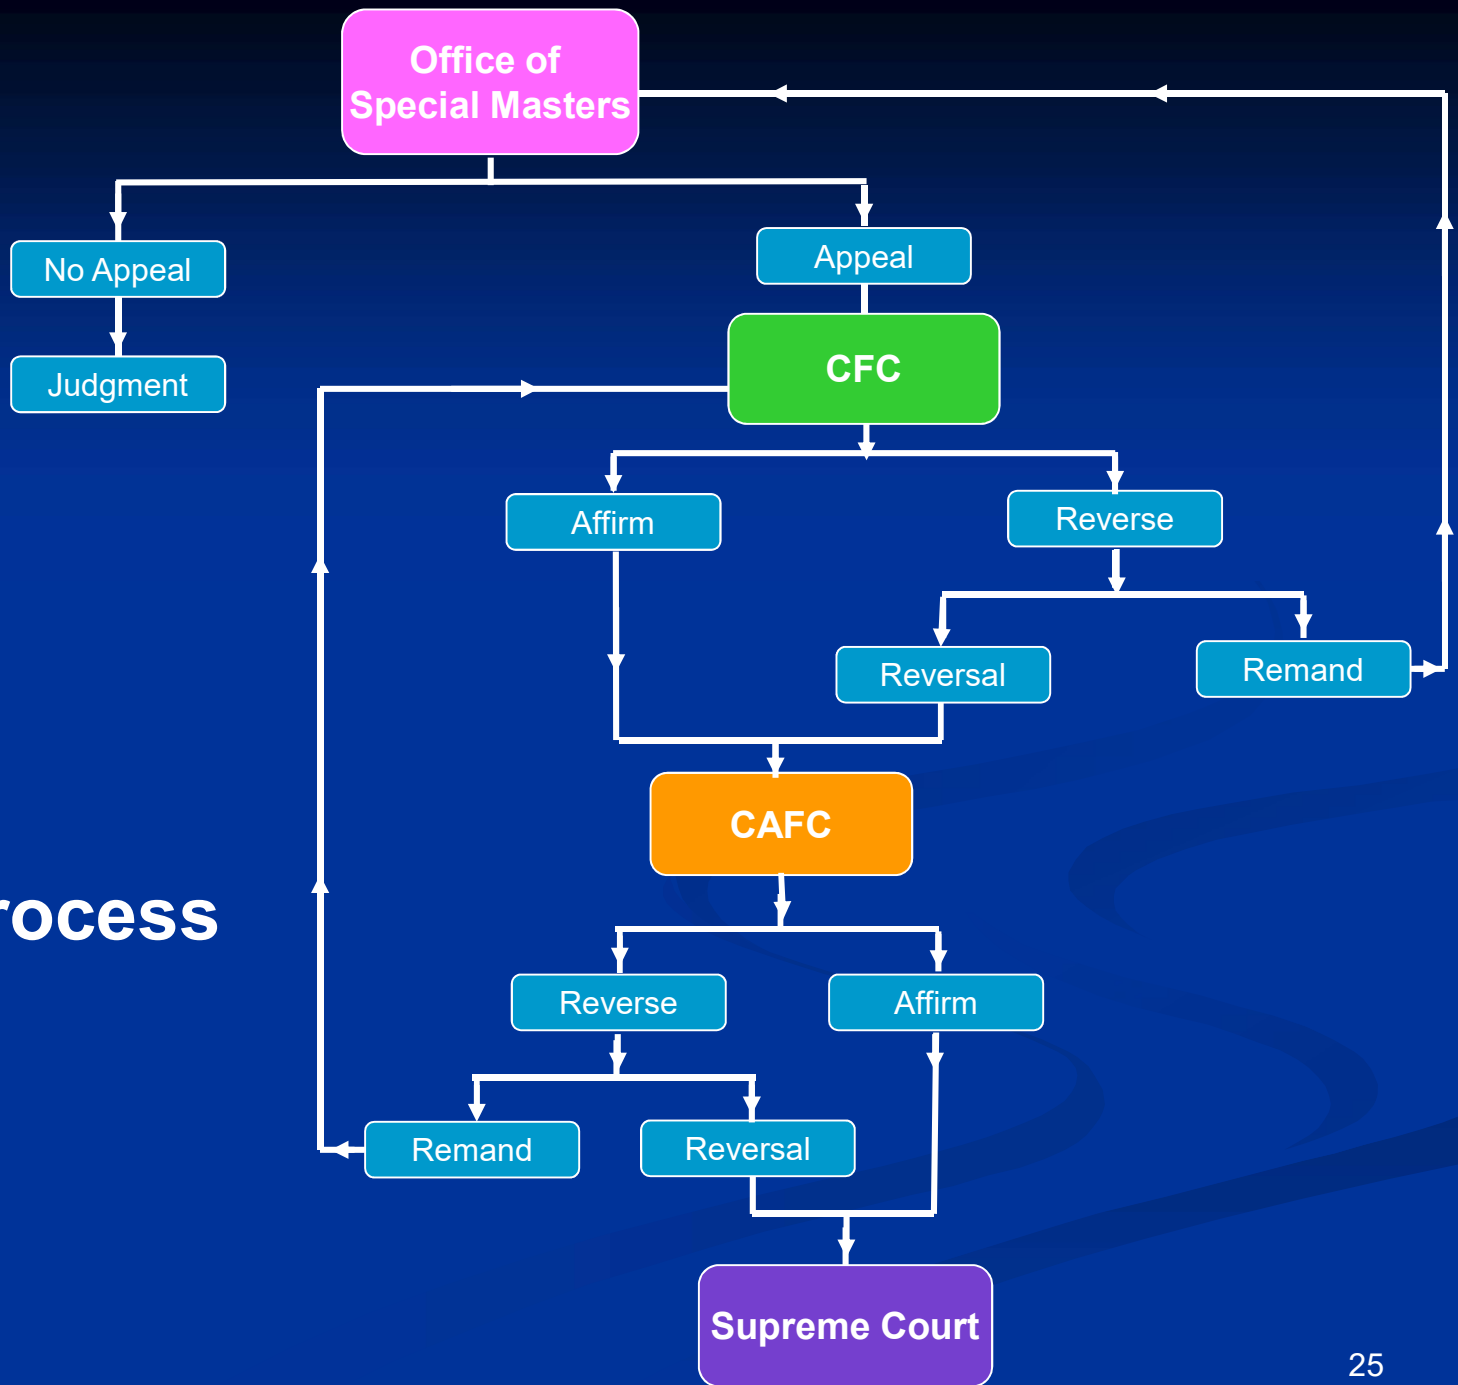 Office of
Special Masters
No Appeal
Appeal
Judgment
CFC
Affirm
Reverse
Reversal
Remand
CAFC
rocess
Reverse
Affirm
Remand
Reversal
Supreme Court
25